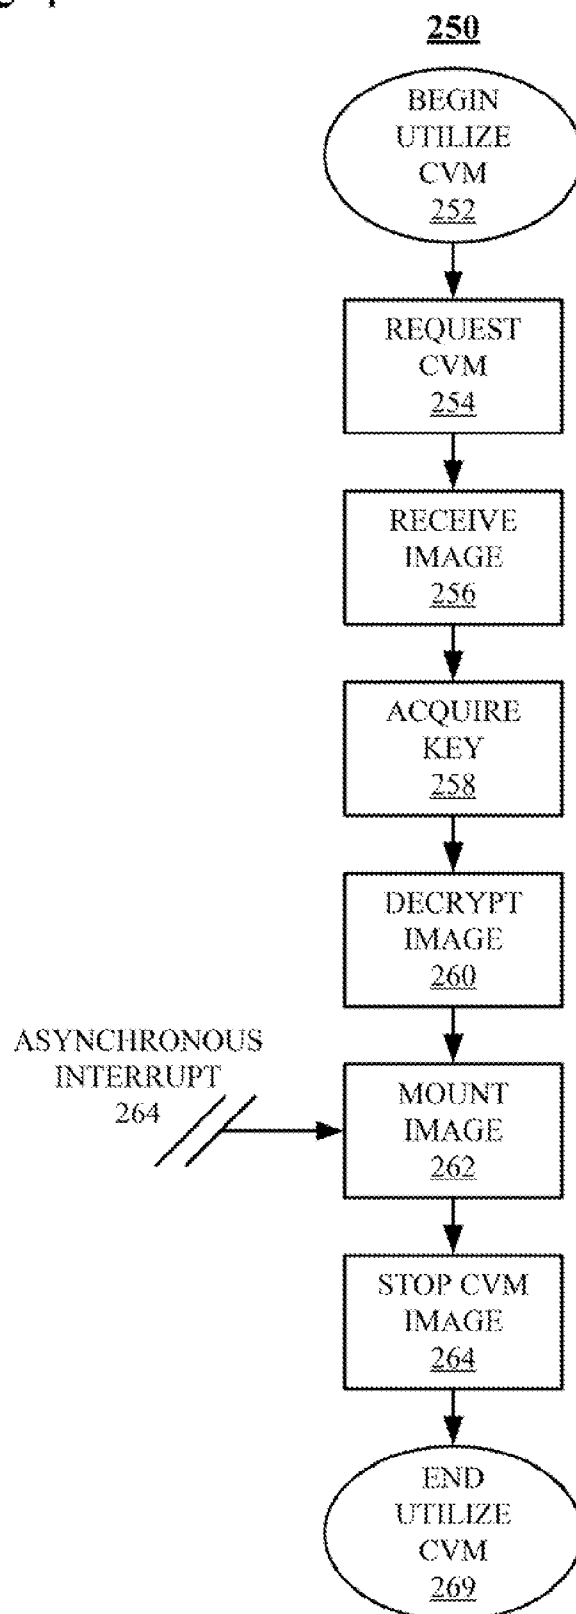 250
BEGIN
UTILIZE
CVM
252
REQUEST
CVM
254
RECEIVE
IMAGE
256
ACQUIRE
KEY
258
DECRYPT
IMAGE
260
ASYNCHRONOUS
INTERRUPT
264
MOUNT
IMAGE
262
STOP CVM
IMAGE
264
END
UTILIZE
CVM
269